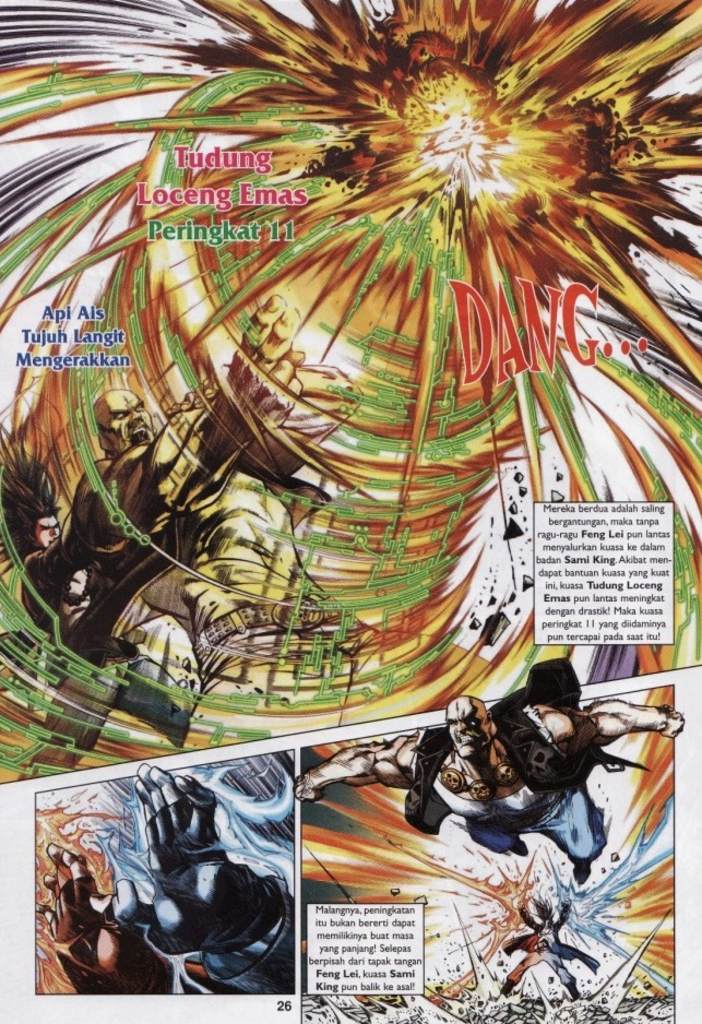 Tudung
Loceng Emas
Peringkat 11
Api Ais
Tujuh Langit
Mengerakkan
DANG...
Mereka berdua adalah saling
bergantungan, maka tanpa
ragu-ragu Feng Lei pun lantas
menyalurkan kuasa ke dalam
badan Sami King. Akibat men-
dapat bantuan kuasa yang kuat
ini, kuasa Tudung Loceng
Emas pun lantas meningkat
dengan drastik! Maka kuasa
peringkat 11 yang diidaminya
pun tercapai pada saat itu!
Malangnya, peningkatan
itu bukan bererti dapat
memilikinya buat masa
yang panjang! Selepas
berpisah dari tapak tangan
Feng Lei, kuasa Sami
King pun balik ke asal!
26